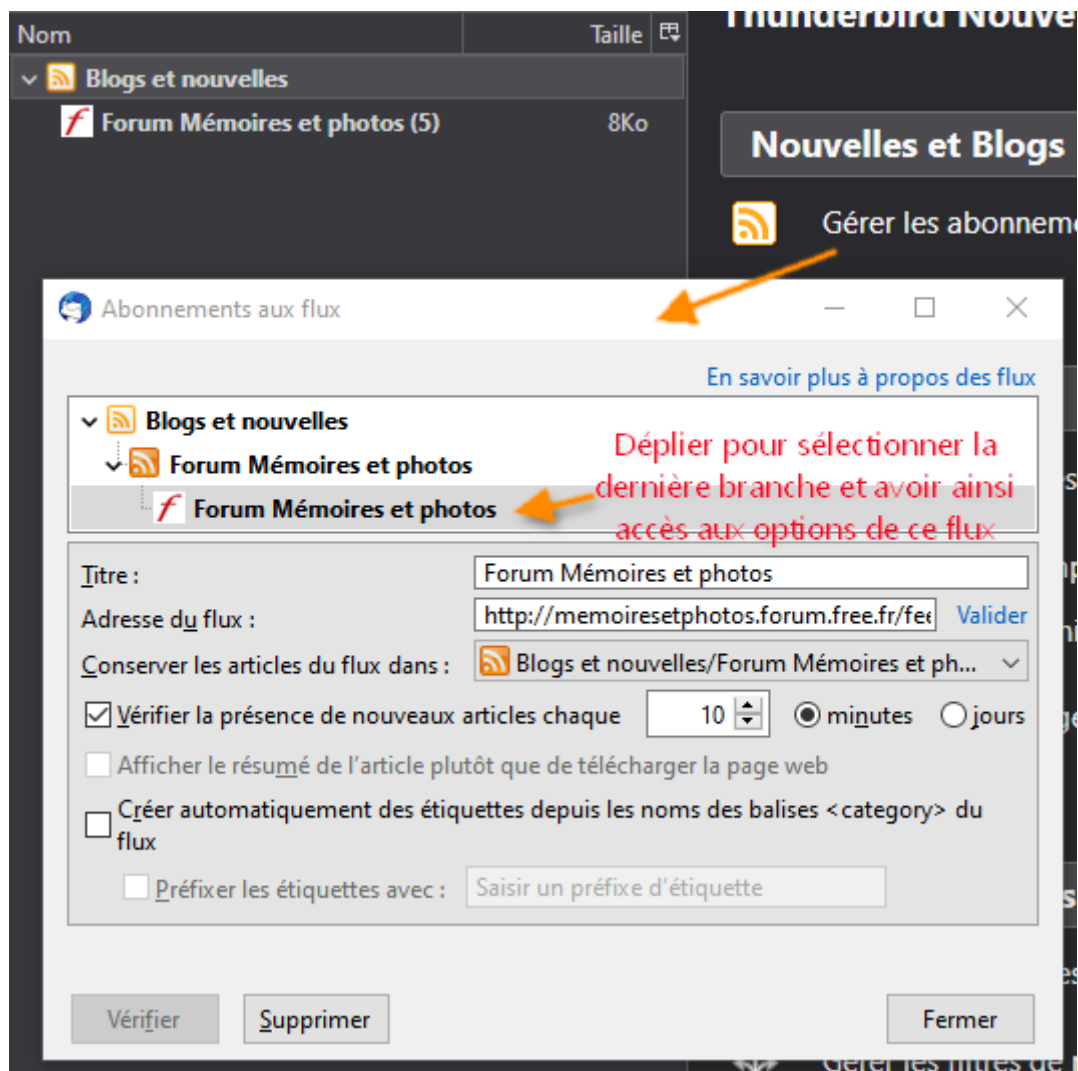 Nom
Taille
Thunderbird
Blogs et nouvelles
Forum Mémoires et photos (5)
8Ko
Nouvelles et Blogs
Gérer les
Abonnements aux flux
En savoir plus à propos des flux
Blogs et nouvelles
Forum Mémoires et photos
Forum Mémoires et photos
Déplier pour sélectionner la
dernière branche et avoir ainsi
accès aux options de ce flux
Titre :
Forum Mémoires et photos
Adresse du flux :
http://memoiresetphotos.forum.free.fr/fee
Valider
Conserver les articles du flux dans :
Blogs et nouvelles/Forum Mémoires et ph...
Vérifier la présence de nouveaux articles chaque
10
minutes
jours
Afficher le résumé de l'article plutôt que de télécharger la page web
Créer automatiquement des étiquettes depuis les noms des balises <category> du
flux
Préfixer les étiquettes avec :
Saisir un préfixe d'étiquette
Vérifier
Supprimer
Fermer
Gérer les filtres de